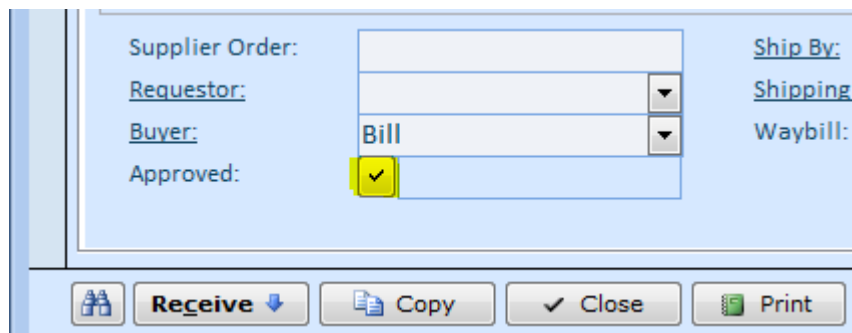 Supplier Order:
Ship By:
Requestor:
Shipping
Buyer:
Bill
Waybill:
Approved:
Receive
Copy
Close
Print